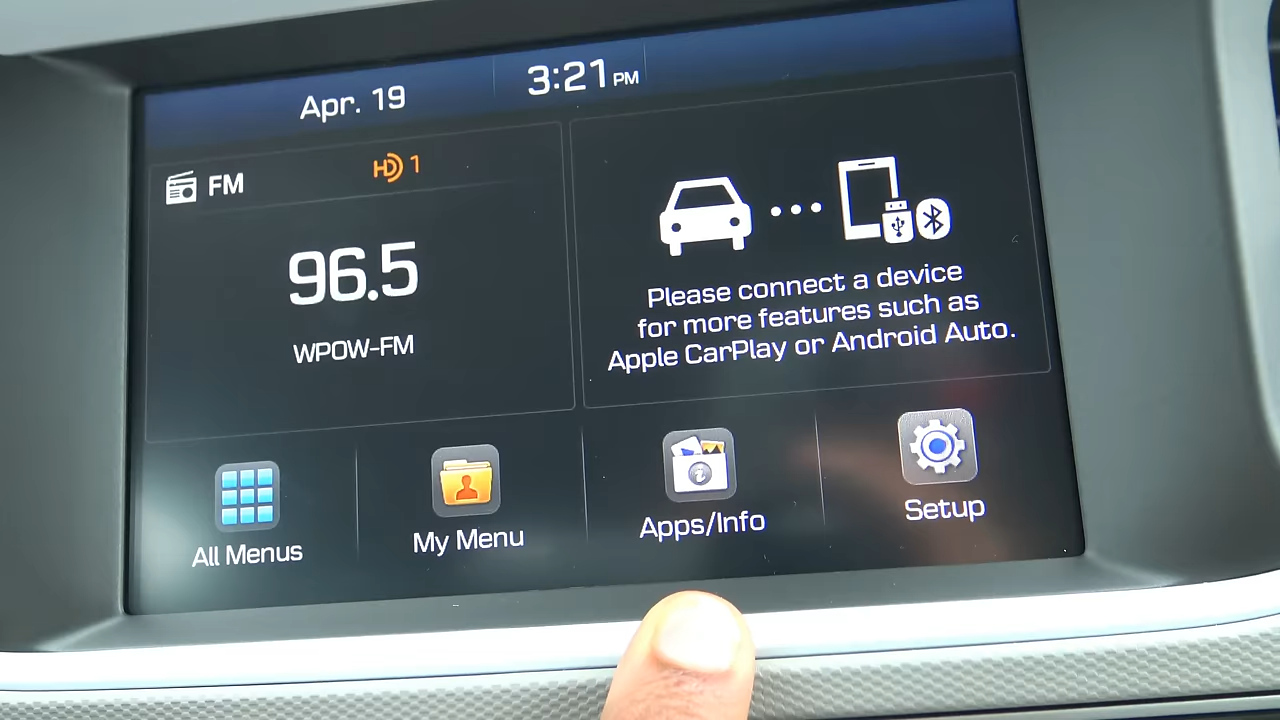 Apr. 19
3:21 PM
FM
HD 1
96.5
WPOW-FM
Please connect a device
for more features such as
Apple CarPlay or Android Auto.
All Menus
My Menu
Apps/Info
Setup